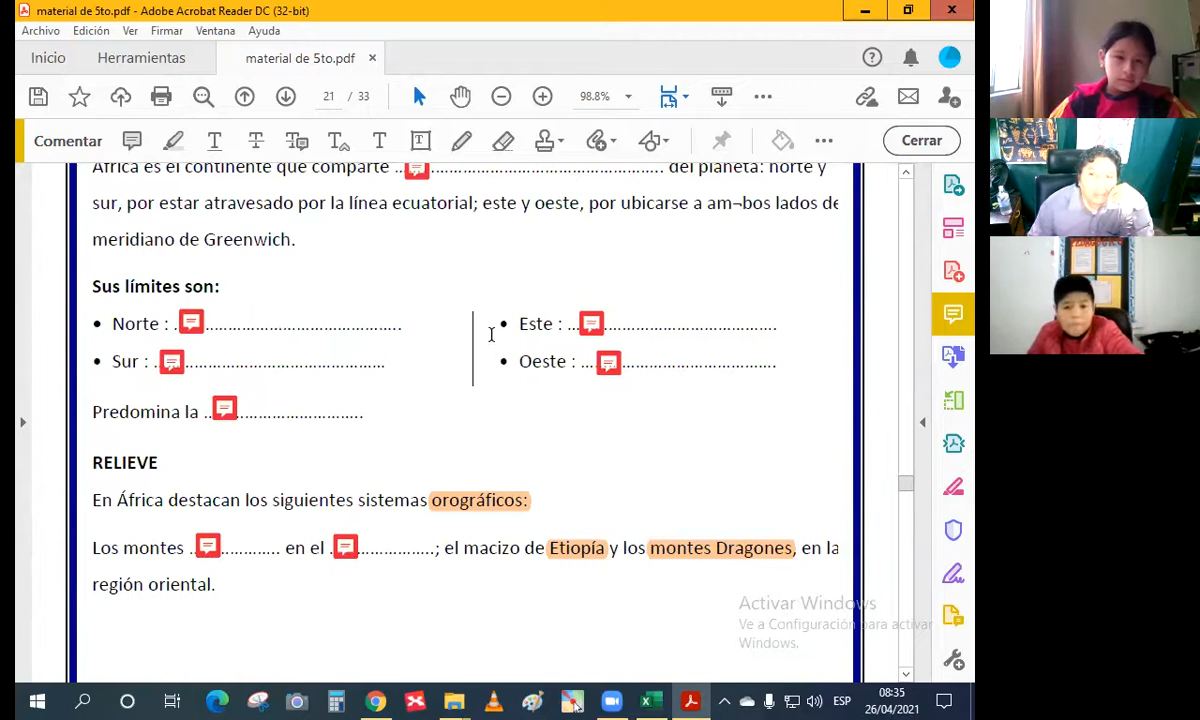 material de 5to.pdf - Adobe Acrobat Reader DC (32-bit)
Archivo Edición Ver Firmar Ventana Ayuda
Inicio Herramientas material de 5to.pdf ×
21 / 33 98.8%
Comentar Cerrar
África es el continente que comparte ........................................... del planeta: norte y
sur, por estar atravesado por la línea ecuatorial; este y oeste, por ubicarse a am¬bos lados de
meridiano de Greenwich.
Sus límites son:
• Norte : ........................................
• Sur : ........................................
• Este : ........................................
• Oeste : ........................................
Predomina la ............................
RELIEVE
En África destacan los siguientes sistemas orográficos:
Los montes ................ en el ..................; el macizo de Etiopía y los montes Dragones, en la
región oriental.
Activar Windows
Ve a Configuración para activar
Windows.
ESP
08:35
26/04/2021